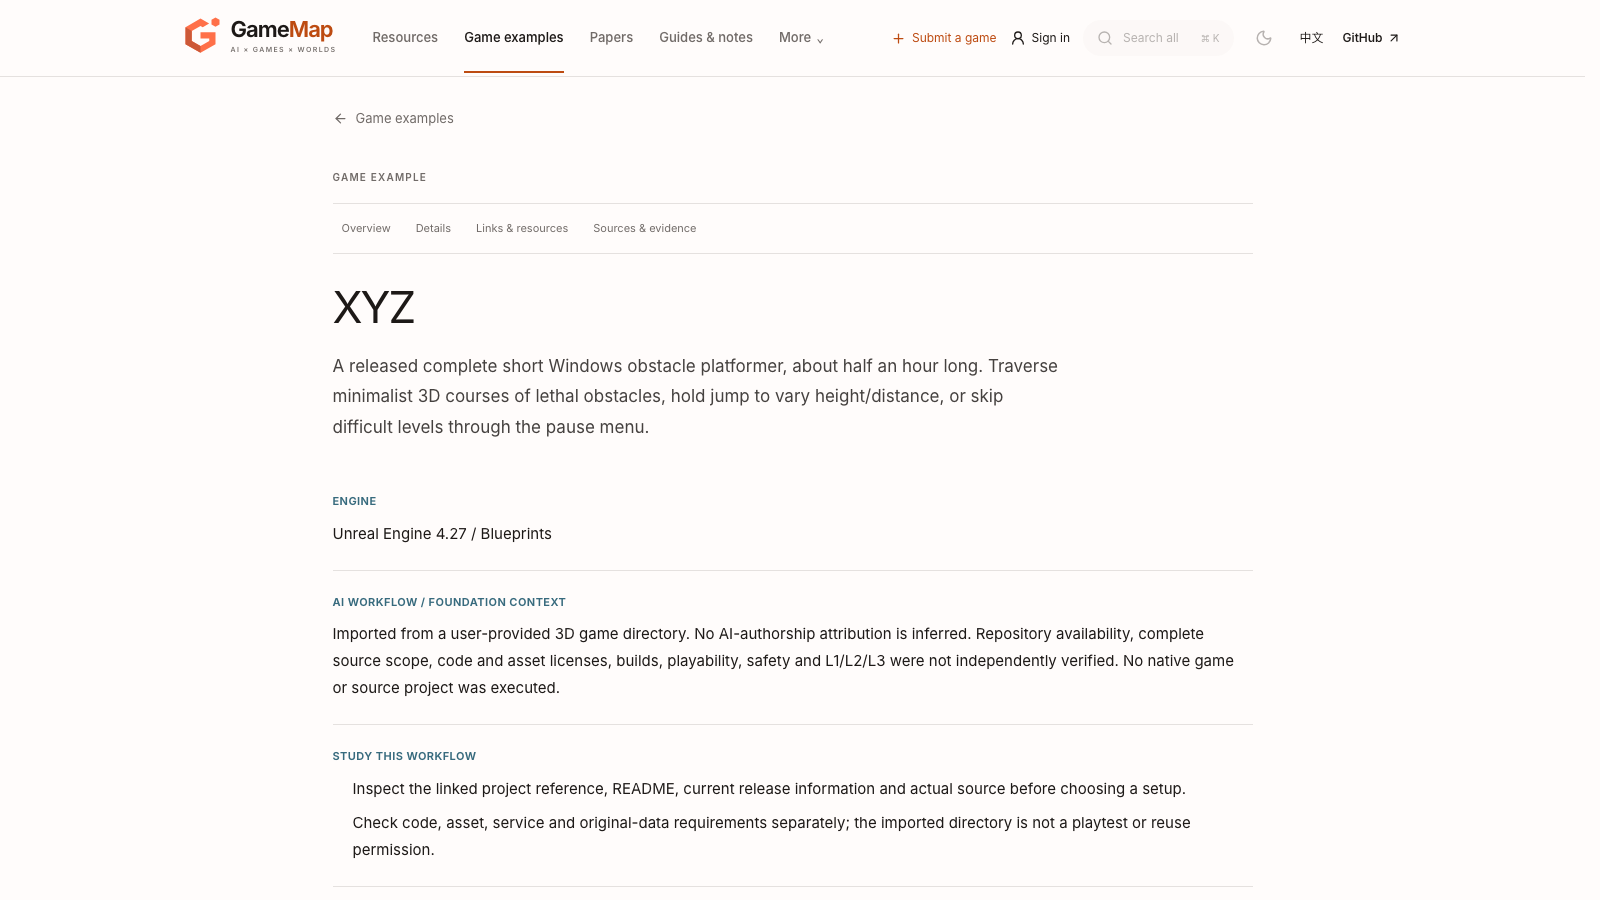 GameMap
AI × GAMES × WORLDS
Resources
Game examples
Papers
Guides & notes
More
Submit a game
Sign in
Search all
⌘ K
中文
GitHub
Game examples
GAME EXAMPLE
Overview
Details
Links & resources
Sources & evidence
XYZ
A released complete short Windows obstacle platformer, about half an hour long. Traverse
minimalist 3D courses of lethal obstacles, hold jump to vary height/distance, or skip
difficult levels through the pause menu.
ENGINE
Unreal Engine 4.27 / Blueprints
AI WORKFLOW / FOUNDATION CONTEXT
Imported from a user-provided 3D game directory. No AI-authorship attribution is inferred. Repository availability, complete
source scope, code and asset licenses, builds, playability, safety and L1/L2/L3 were not independently verified. No native game
or source project was executed.
STUDY THIS WORKFLOW
Inspect the linked project reference, README, current release information and actual source before choosing a setup.
Check code, asset, service and original-data requirements separately; the imported directory is not a playtest or reuse
permission.